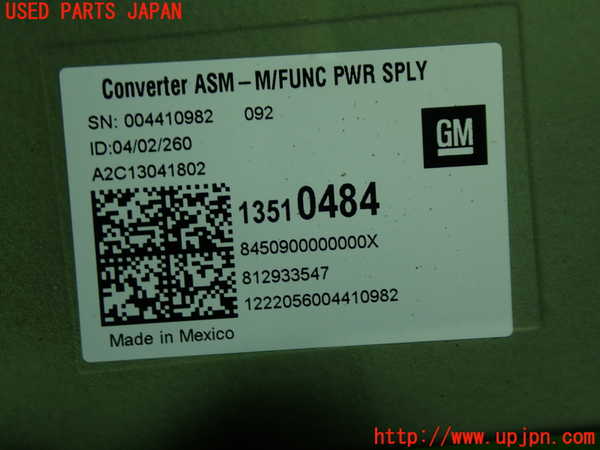 USED PARTS JAPAN
Converter ASM – M/FUNC PWR SPLY
SN: 004410982 092
ID:04/02/260
A2C13041802
GM
13510484
8450900000000X
812933547
1222056004410982
Made in Mexico
http://www.upjpn.com/